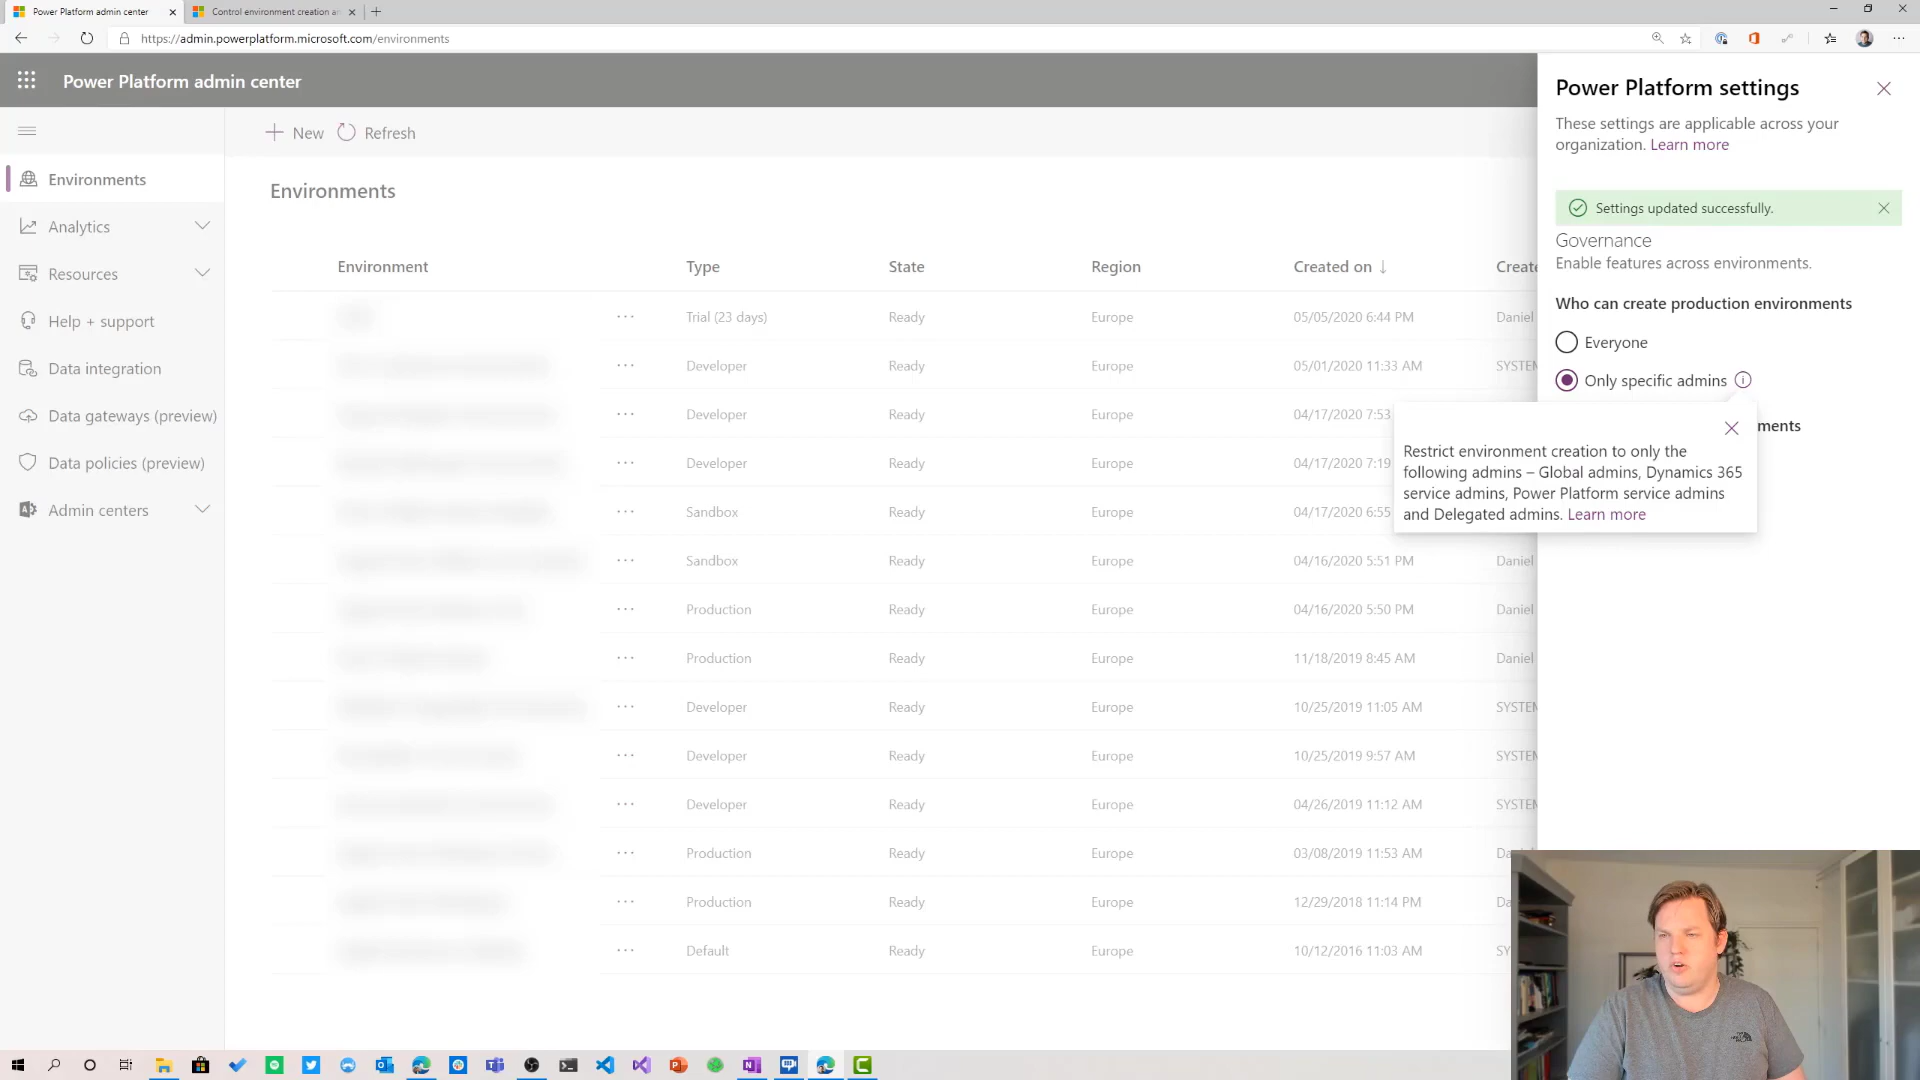 Power Platform admin center
Control environment creation a
https://admin.powerplatform.microsoft.com/environments
Power Platform admin center
New
Refresh
Environments
Analytics
Resources
Help + support
Data integration
Data gateways (preview)
Data policies (preview)
Admin centers
Environments
Environment Type State Region Created on ↓ Create
Trial (23 days) Ready Europe 05/05/2020 6:44 PM Daniel
Developer Ready Europe 05/01/2020 11:33 AM SYSTEM
Developer Ready Europe 04/17/2020 7:53
Developer Ready Europe 04/17/2020 7:19
Sandbox Ready Europe 04/17/2020 6:55
Sandbox Ready Europe 04/16/2020 5:51 PM Daniel
Production Ready Europe 04/16/2020 5:50 PM Daniel
Production Ready Europe 11/18/2019 8:45 AM Daniel
Developer Ready Europe 10/25/2019 11:05 AM SYSTEM
Developer Ready Europe 10/25/2019 9:57 AM SYSTEM
Developer Ready Europe 04/26/2019 11:12 AM SYSTEM
Production Ready Europe 03/08/2019 11:53 AM Da
Production Ready Europe 12/29/2018 11:14 PM Da
Default Ready Europe 10/12/2016 11:03 AM SY
Power Platform settings
These settings are applicable across your
organization. Learn more
Settings updated successfully.
Governance
Enable features across environments.
Who can create production environments
Everyone
Only specific admins
ments
Restrict environment creation to only the
following admins – Global admins, Dynamics 365
service admins, Power Platform service admins
and Delegated admins. Learn more